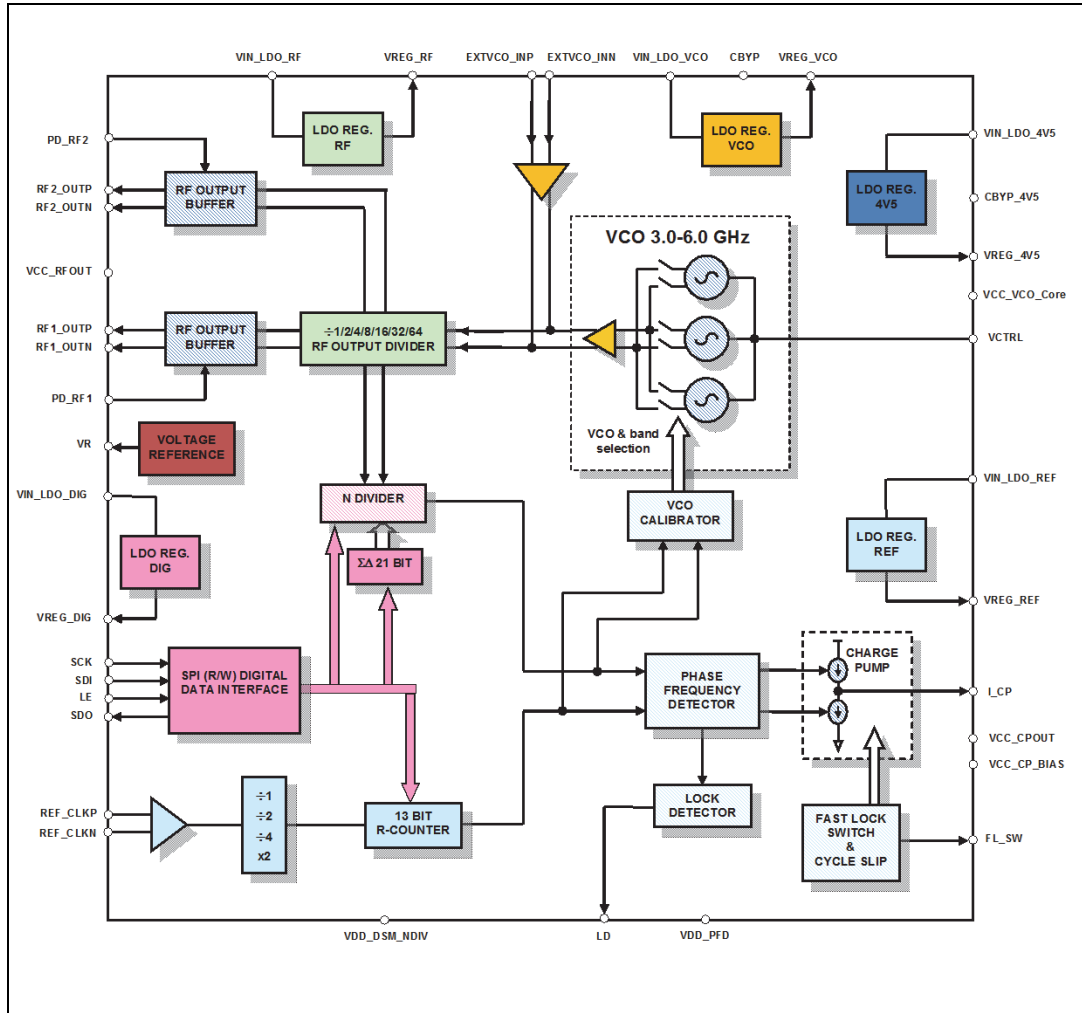 VIN_LDO_RF
VREG_RF
EXTVCO_INP
EXTVCO_INN
VIN_LDO_VCO
CBYP
VREG_VCO
PD_RF2
LDO REG.
RF
LDO REG.
VCO
VIN_LDO_4V5
RF2_OUTP
RF2_OUTN
RF OUTPUT
BUFFER
LDO REG.
4V5
CBYP_4V5
VREG_4V5
VCC_RFOUT
VCO 3.0-6.0 GHz
VCC_VCO_Core
RF1_OUTP
RF1_OUTN
RF OUTPUT
BUFFER
÷1/2/4/8/16/32/64
RF OUTPUT DIVIDER
VCTRL
PD_RF1
VR
VOLTAGE
REFERENCE
VCO & band
selection
VIN_LDO_DIG
N DIVIDER
VCO
CALIBRATOR
VIN_LDO_REF
LDO REG.
DIG
ΣΔ 21 BIT
LDO REG.
REF
VREG_DIG
VREG_REF
SCK
SDI
LE
SDO
SPI (R/W) DIGITAL
DATA INTERFACE
PHASE
FREQUENCY
DETECTOR
CHARGE
PUMP
I_CP
VCC_CPOUT
VCC_CP_BIAS
REF_CLKP
REF_CLKN
÷1
÷2
÷4
x2
13 BIT
R-COUNTER
LOCK
DETECTOR
FAST LOCK
SWITCH
&
CYCLE SLIP
FL_SW
VDD_DSM_NDIV
LD
VDD_PFD